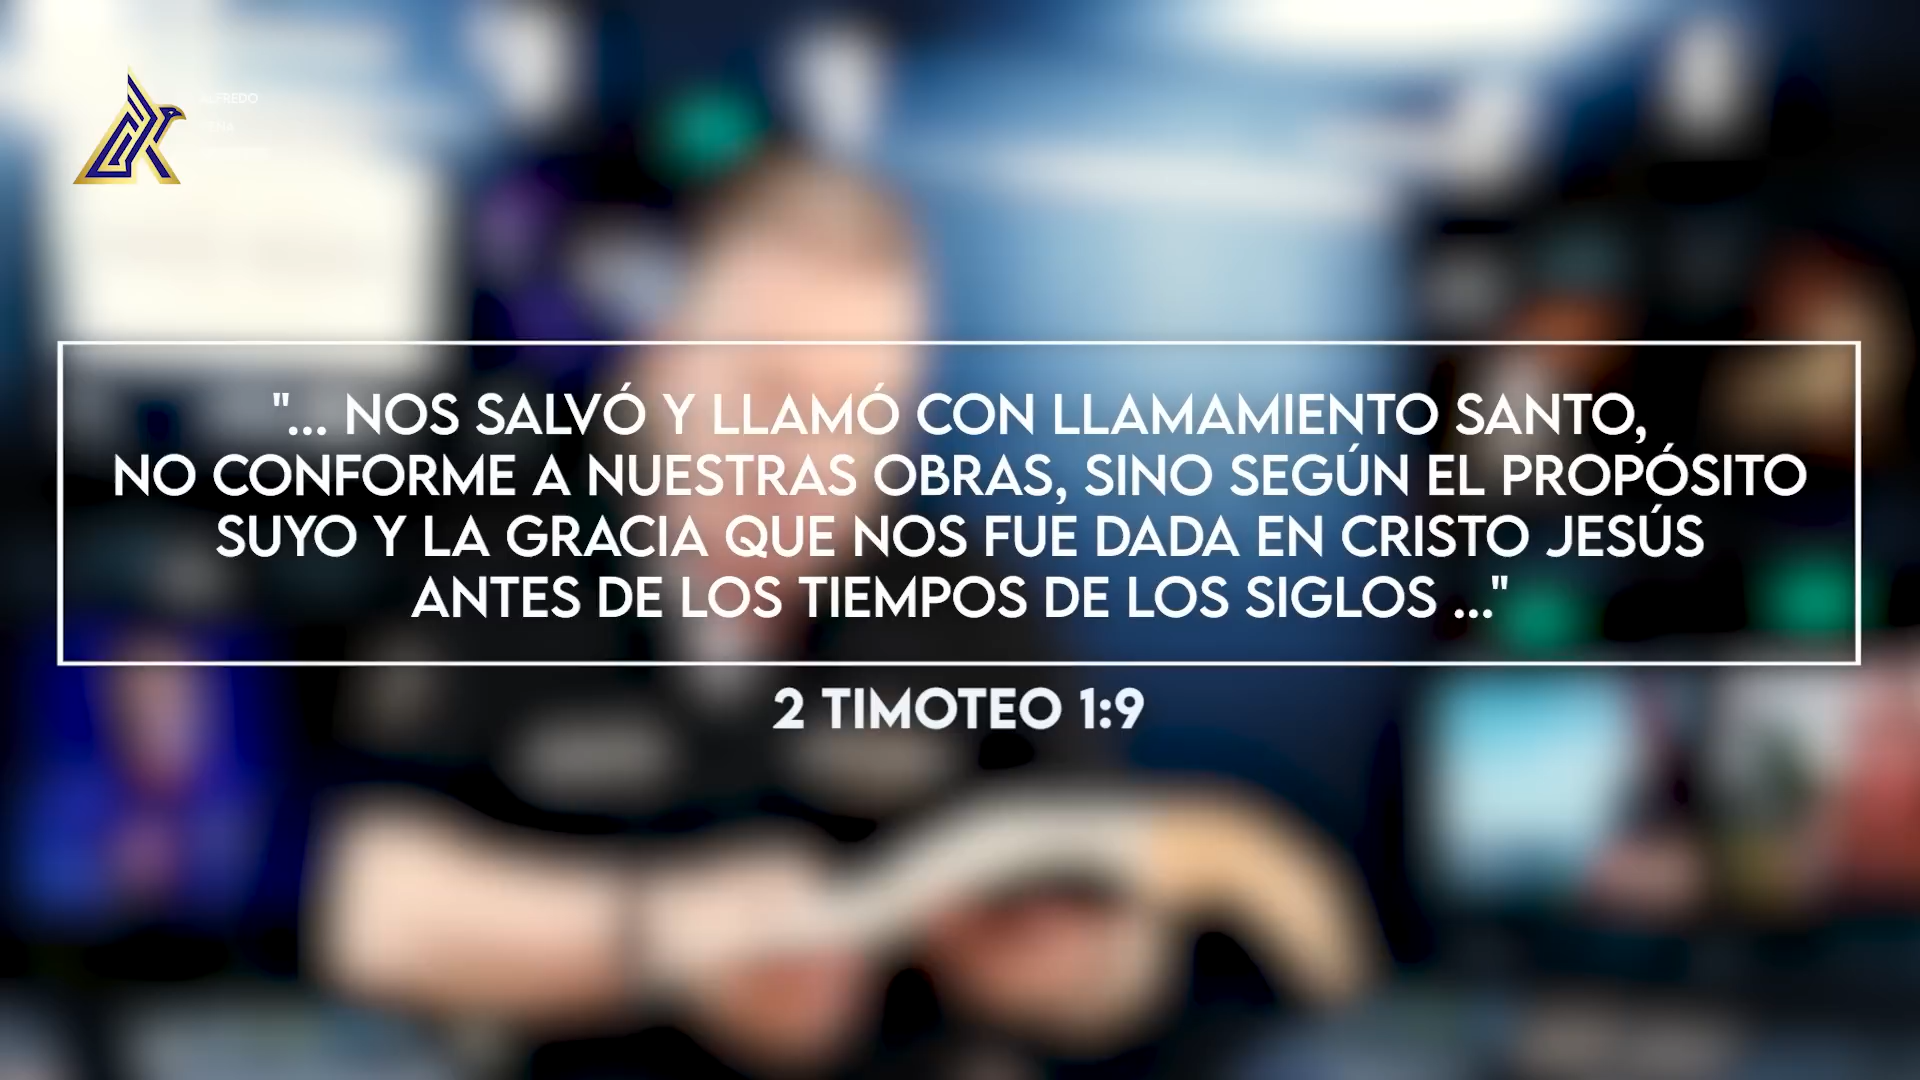 ALFREDO
"... NOS SALVÓ Y LLAMÓ CON LLAMAMIENTO SANTO,
NO CONFORME A NUESTRAS OBRAS, SINO SEGÚN EL PROPÓSITO
SUYO Y LA GRACIA QUE NOS FUE DADA EN CRISTO JESÚS
ANTES DE LOS TIEMPOS DE LOS SIGLOS ..."
2 TIMOTEO 1:9